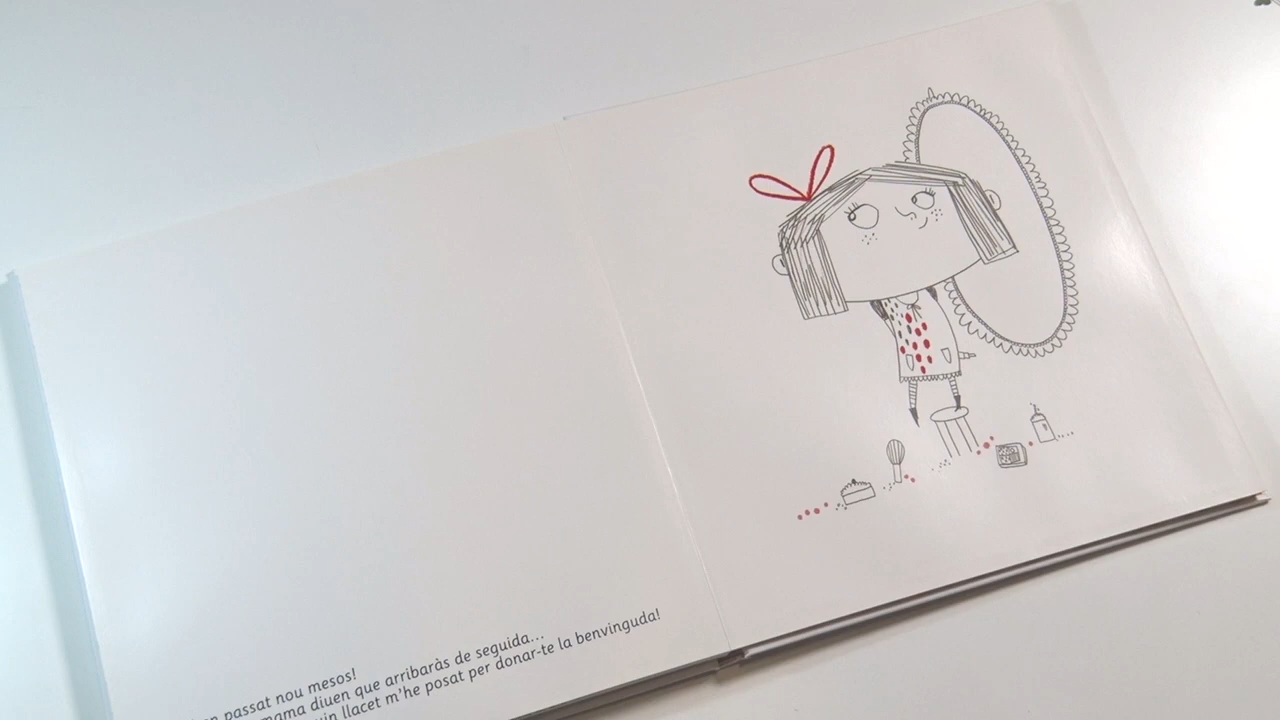 passat nou mesos!
mama diuen que arribaràs de seguida...
llacet m'he posat per donar-te la benvinguda!